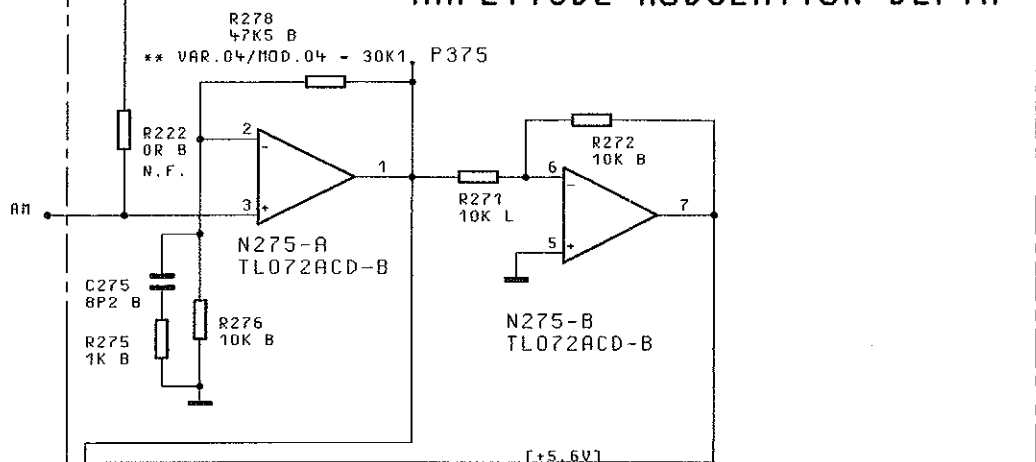 AMPLITUDE MODULATION DEPTH
R278
47K5 B
** VAR.04/MOD.04 - 30K1
P375
R222
0R B
N.F.
2
-
3
+
1
AM
N275-A
TL072ACD-B
C275
8P2 B
R275
1K B
R276
10K B
R271
10K L
R272
10K B
6
-
5
+
7
N275-B
TL072ACD-B
[+5.6V]